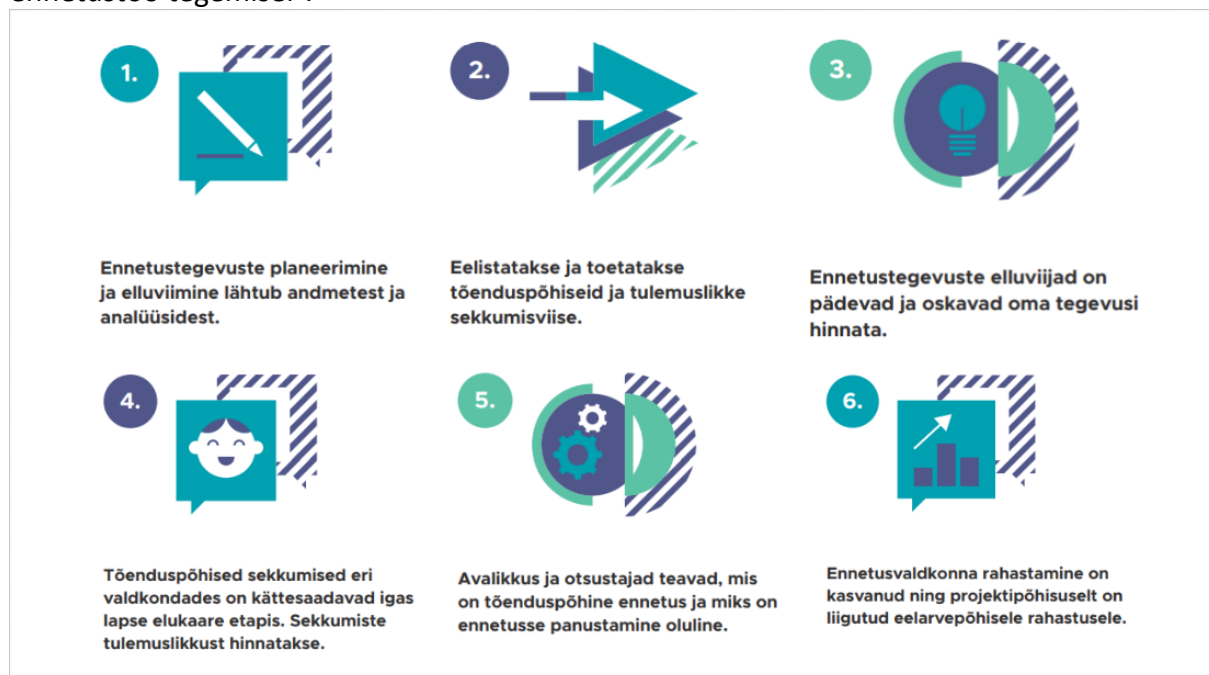 1.
2.
3.
Ennetustegevuste planeerimine
ja elluviimine lähtub andmetest ja
analüüsidest.
Eelistatakse ja toetatakse
tõenduspõhiseid ja tulemuslikke
sekkumisviise.
Ennetustegevuste elluviijad on
pädevad ja oskavad oma tegevusi
hinnata.
4.
5.
6.
Tõenduspõhised sekkumised eri
valdkondades on kättesaadavad igas
lapse elukaare etapis. Sekkumiste
tulemuslikkust hinnatakse.
Avalikkus ja otsustajad teavad, mis
on tõenduspõhine ennetus ja miks on
ennetusse panustamine oluline.
Ennetusvaldkonna rahastamine on
kasvanud ning projektipõhisuselt on
liigutud eelarvepõhisele rahastusele.